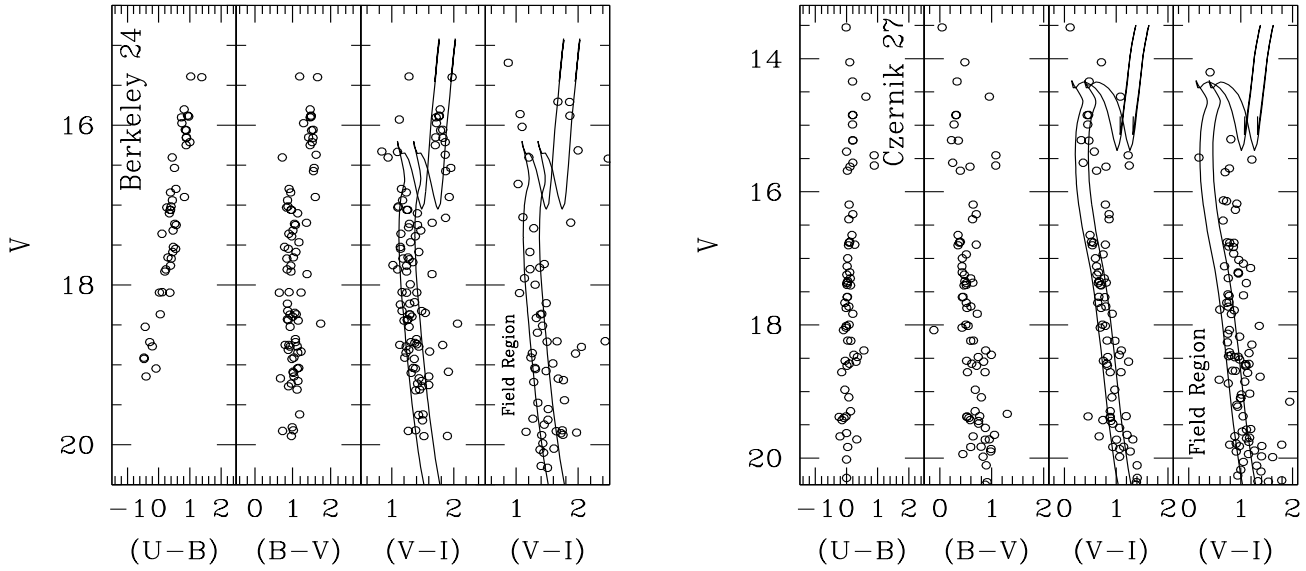 Berkeley 24
V
16
18
20
-1 0 1 2
0 1 2
1 2
1 2
(U-B)
(B-V)
(V-I)
(V-I)
Field Region
Czernik 27
V
14
16
18
20
-1 0 1 2
0 1 2
0 1 2
0 1 2
(U-B)
(B-V)
(V-I)
(V-I)
Field Region